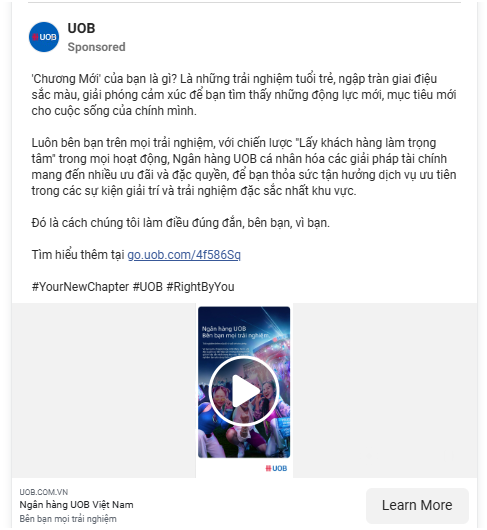 UOB
UOB
Sponsored
'Chương Mới' của bạn là gì? Là những trải nghiệm tuổi trẻ, ngập tràn giai điệu
sắc màu, giải phóng cảm xúc để bạn tìm thấy những động lực mới, mục tiêu mới
cho cuộc sống của chính mình.
Luôn bên bạn trên mọi trải nghiệm, với chiến lược "Lấy khách hàng làm trọng
tâm" trong mọi hoạt động, Ngân hàng UOB cá nhân hóa các giải pháp tài chính
mang đến nhiều ưu đãi và đặc quyền, để bạn thỏa sức tận hưởng dịch vụ ưu tiên
trong các sự kiện giải trí và trải nghiệm đặc sắc nhất khu vực.
Đó là cách chúng tôi làm điều đúng đắn, bên bạn, vì bạn.
Tìm hiểu thêm tại go.uob.com/4f586Sq
#YourNewChapter #UOB #RightByYou
Ngân hàng UOB
Bên bạn mọi trải nghiệm
UOB
UOB.COM.VN
Ngân hàng UOB Việt Nam
Bên bạn mọi trải nghiệm
Learn More